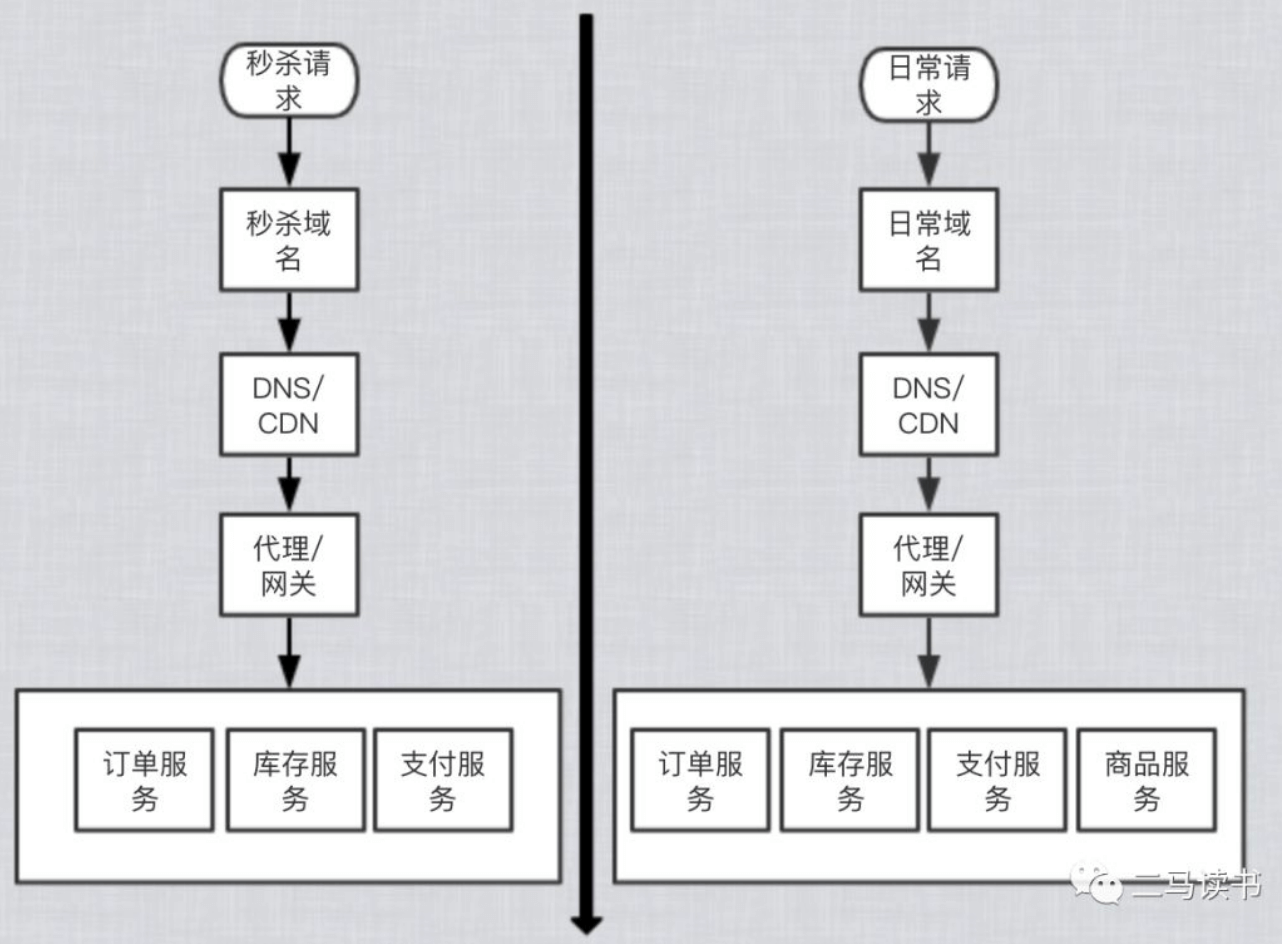 秒杀请
求
秒杀域
名
DNS/
CDN
代理/
网关
订单服
务
库存服
务
支付服
务
日常请
求
日常域
名
DNS/
CDN
代理/
网关
订单服
务
库存服
务
支付服
务
商品服
务
二马读书